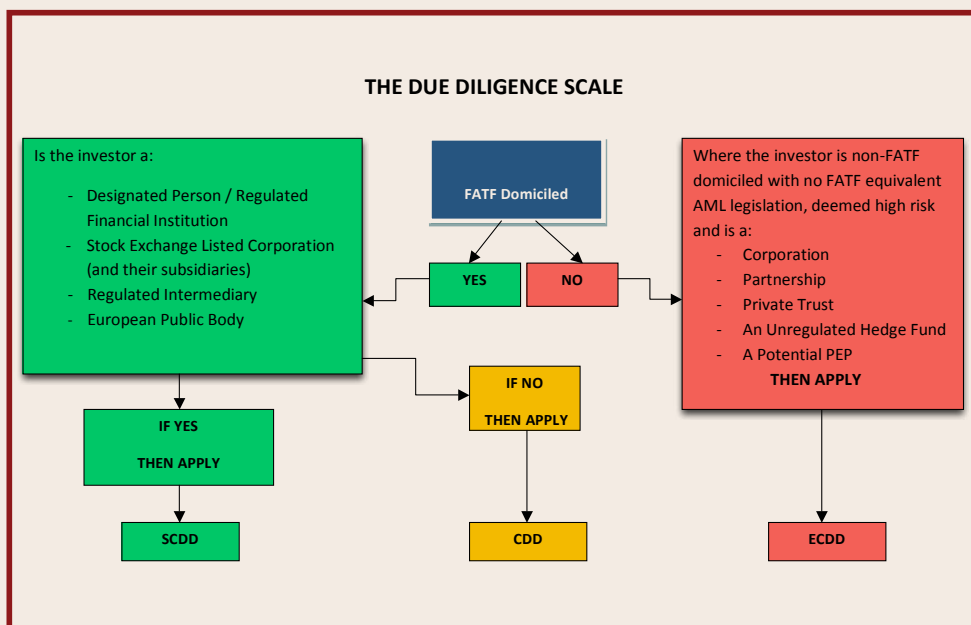 THE DUE DILIGENCE SCALE
Is the investor a:
- Designated Person / Regulated
Financial Institution
- Stock Exchange Listed Corporation
(and their subsidiaries)
- Regulated Intermediary
- European Public Body
FATF Domiciled
YES
NO
Where the investor is non-FATF
domiciled with no FATF equivalent
AML legislation, deemed high risk
and is a:
- Corporation
- Partnership
- Private Trust
- An Unregulated Hedge Fund
- A Potential PEP
THEN APPLY
IF NO
THEN APPLY
IF YES
THEN APPLY
SCDD
CDD
ECDD